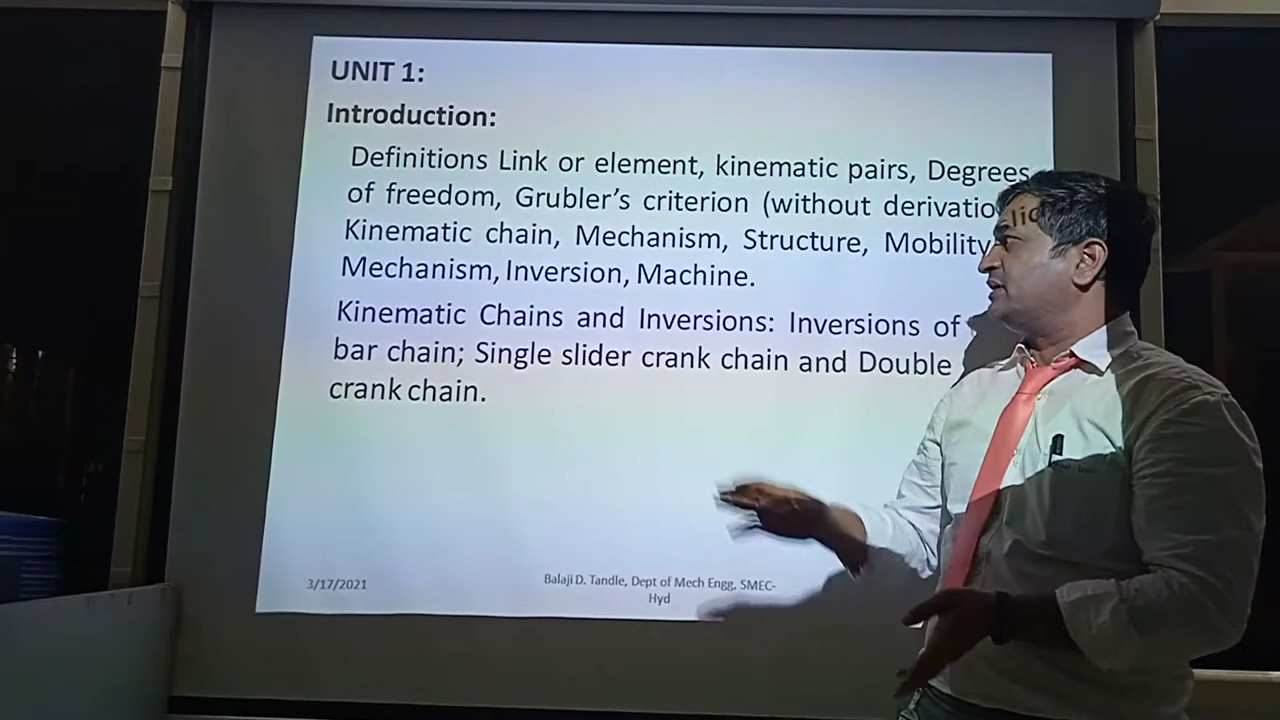 UNIT 1:
Introduction:
Definitions Link or element, kinematic pairs, Degrees
of freedom, Grubler’s criterion (without derivatio
Kinematic chain, Mechanism, Structure, Mobility
Mechanism, Inversion, Machine.
Kinematic Chains and Inversions: Inversions of
bar chain; Single slider crank chain and Double
crank chain.
3/17/2021
Balaji D. Tandle, Dept of Mech Engg, SMEC-
Hyd